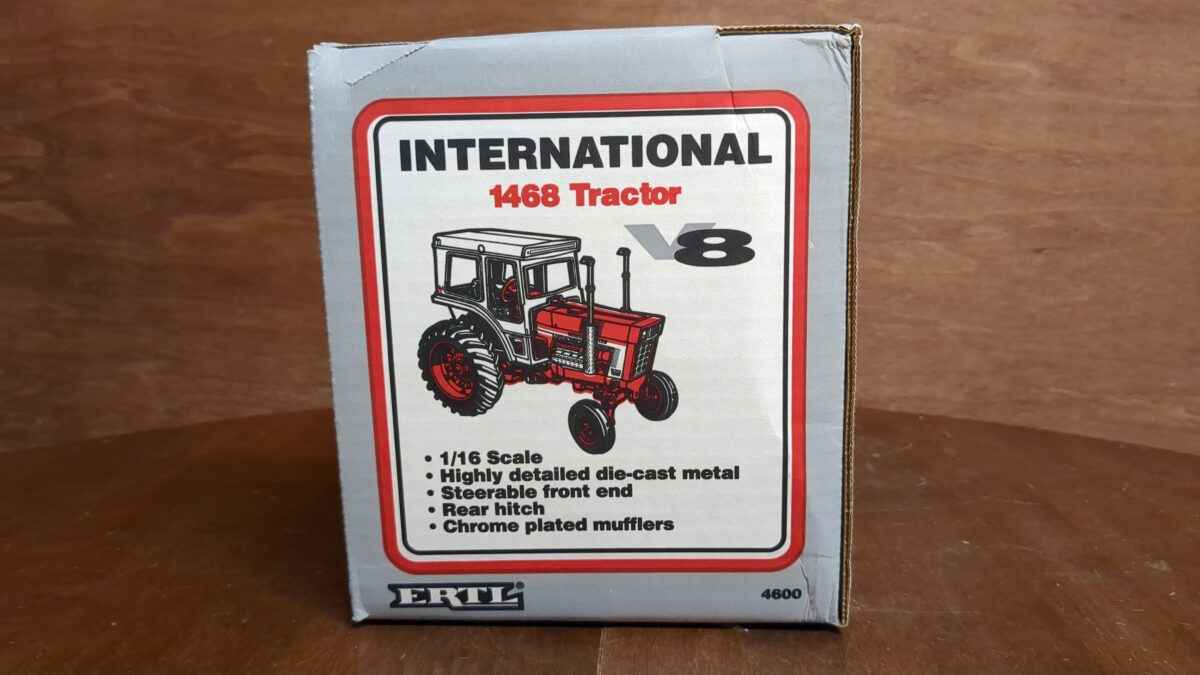 INTERNATIONAL
1468 Tractor
V8
• 1/16 Scale
• Highly detailed die-cast metal
• Steerable front end
• Rear hitch
• Chrome plated mufflers
ERTL®
4600